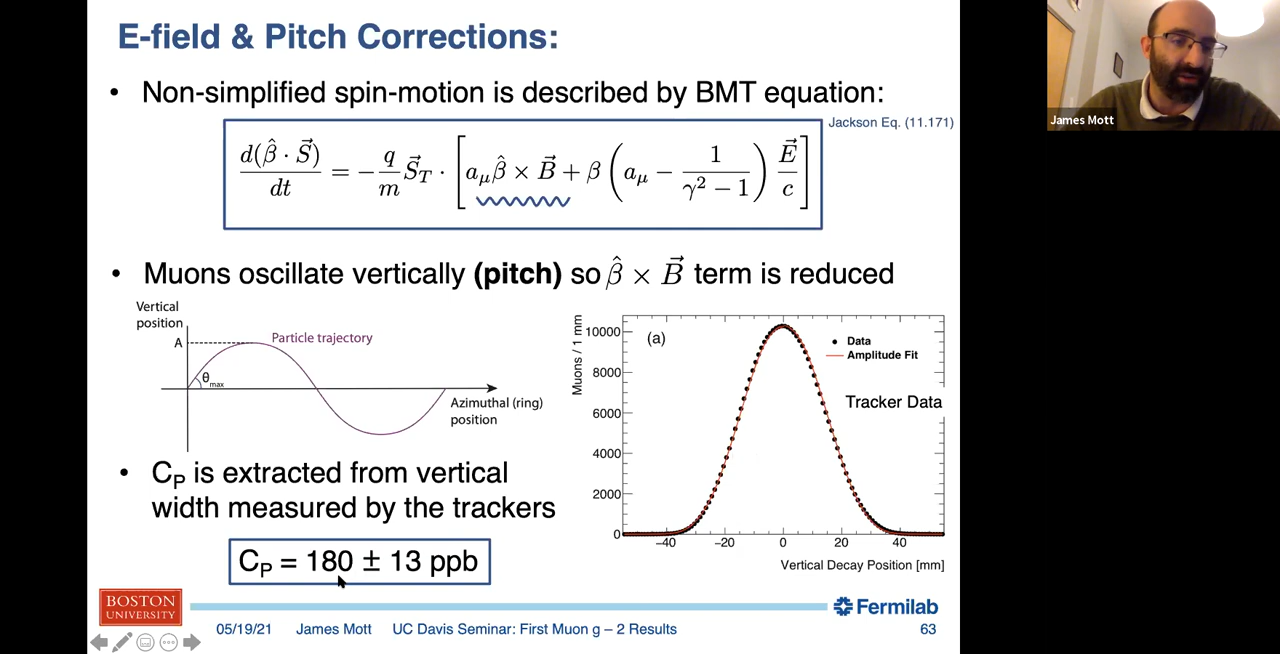 E-field & Pitch Corrections:
• Non-simplified spin-motion is described by BMT equation:
Jackson Eq. (11.171)
d(β̂ · S⃗)/dt = −q/m S⃗_T · [a_μ β̂ × B⃗ + β (a_μ − 1/(γ² − 1)) E⃗/c]
• Muons oscillate vertically (pitch) so β̂ × B⃗ term is reduced
Vertical
position
A
θmax
Particle trajectory
Azimuthal (ring)
position
Muons / 1 mm
10000
8000
6000
4000
2000
0
(a)
Data
Amplitude Fit
Tracker Data
−40 −20 0 20 40
Vertical Decay Position [mm]
• C_P is extracted from vertical
width measured by the trackers
C_P = 180 ± 13 ppb
BOSTON
UNIVERSITY
Fermilab
05/19/21 James Mott UC Davis Seminar: First Muon g – 2 Results 63
James Mott